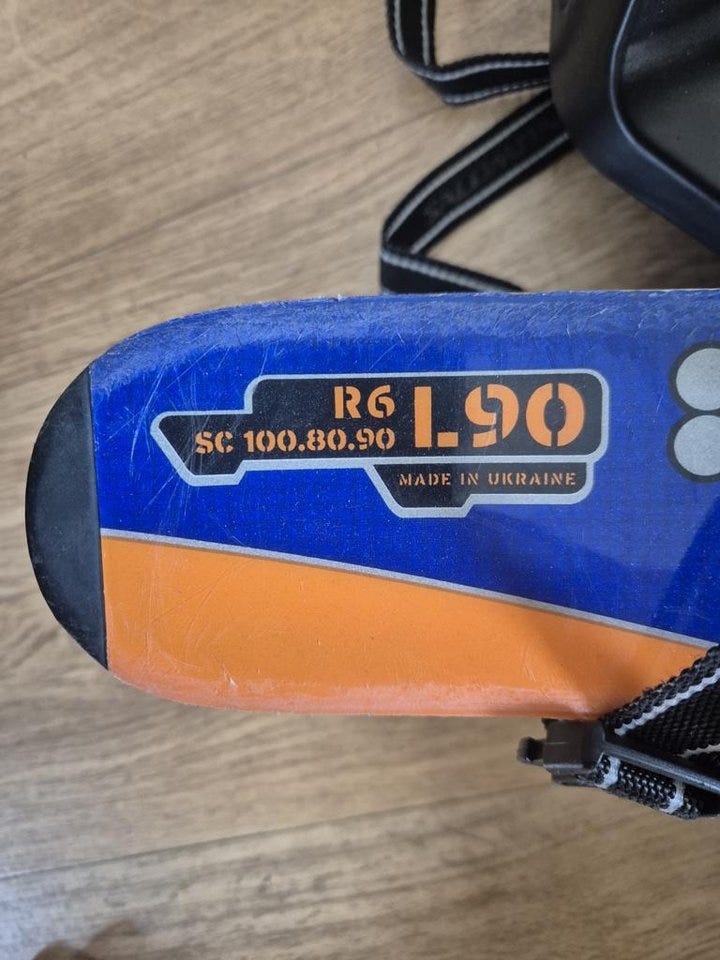 R6
L90
SC 100.80.90
MADE IN UKRAINE